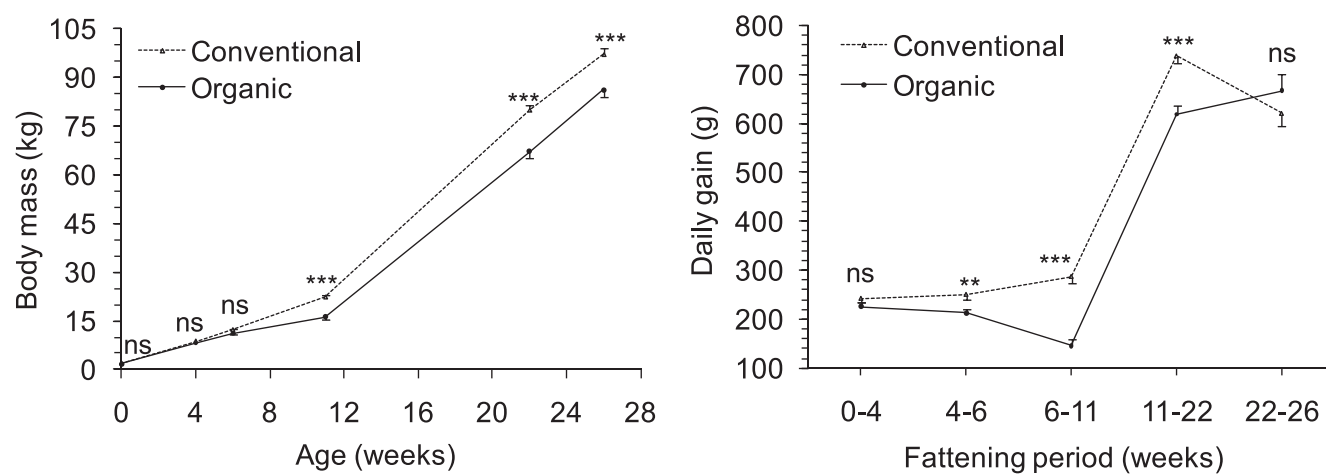 105
90
75
60
45
30
15
0
Body mass (kg)
Conventional
Organic
ns
ns
ns
***
***
***
0 4 8 12 16 20 24 28
Age (weeks)
800
700
600
500
400
300
200
100
Daily gain (g)
Conventional
Organic
ns
**
***
***
ns
0-4 4-6 6-11 11-22 22-26
Fattening period (weeks)